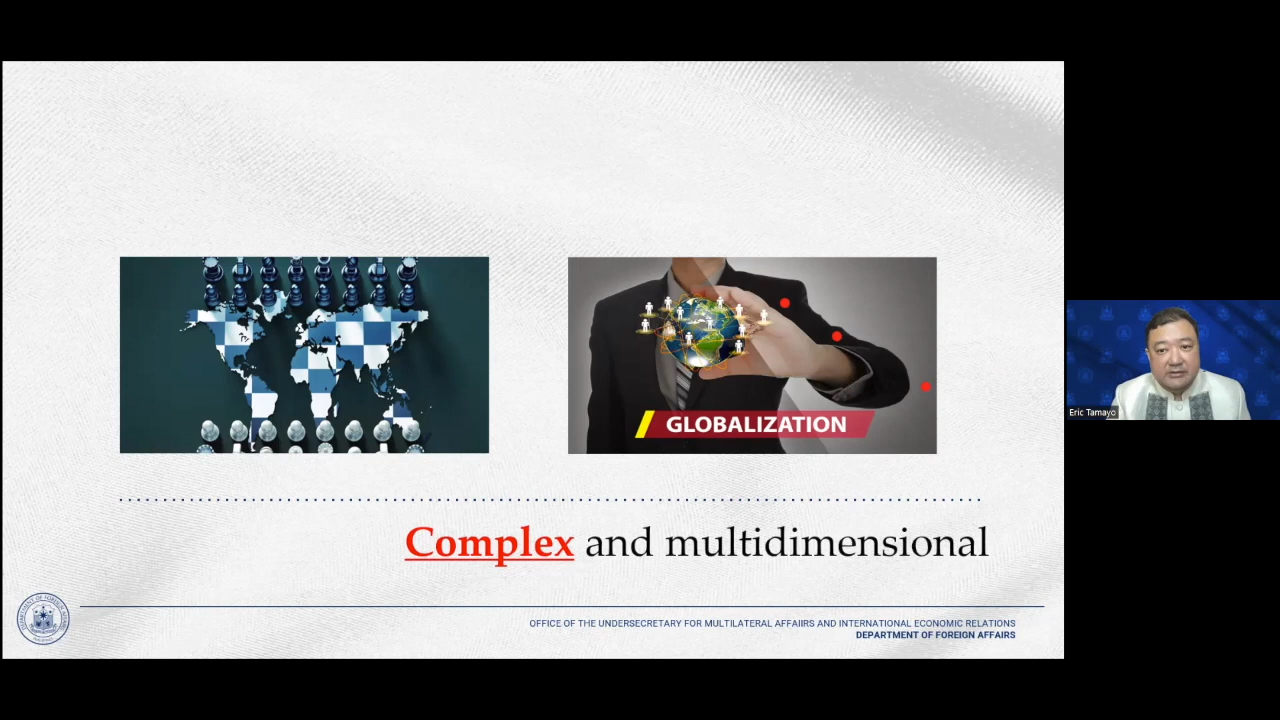 GLOBALIZATION
Complex and multidimensional
OFFICE OF THE UNDERSECRETARY FOR MULTILATERAL AFFAIIRS AND INTERNATIONAL ECONOMIC RELATIONS
DEPARTMENT OF FOREIGN AFFAIRS
Eric Tamayo